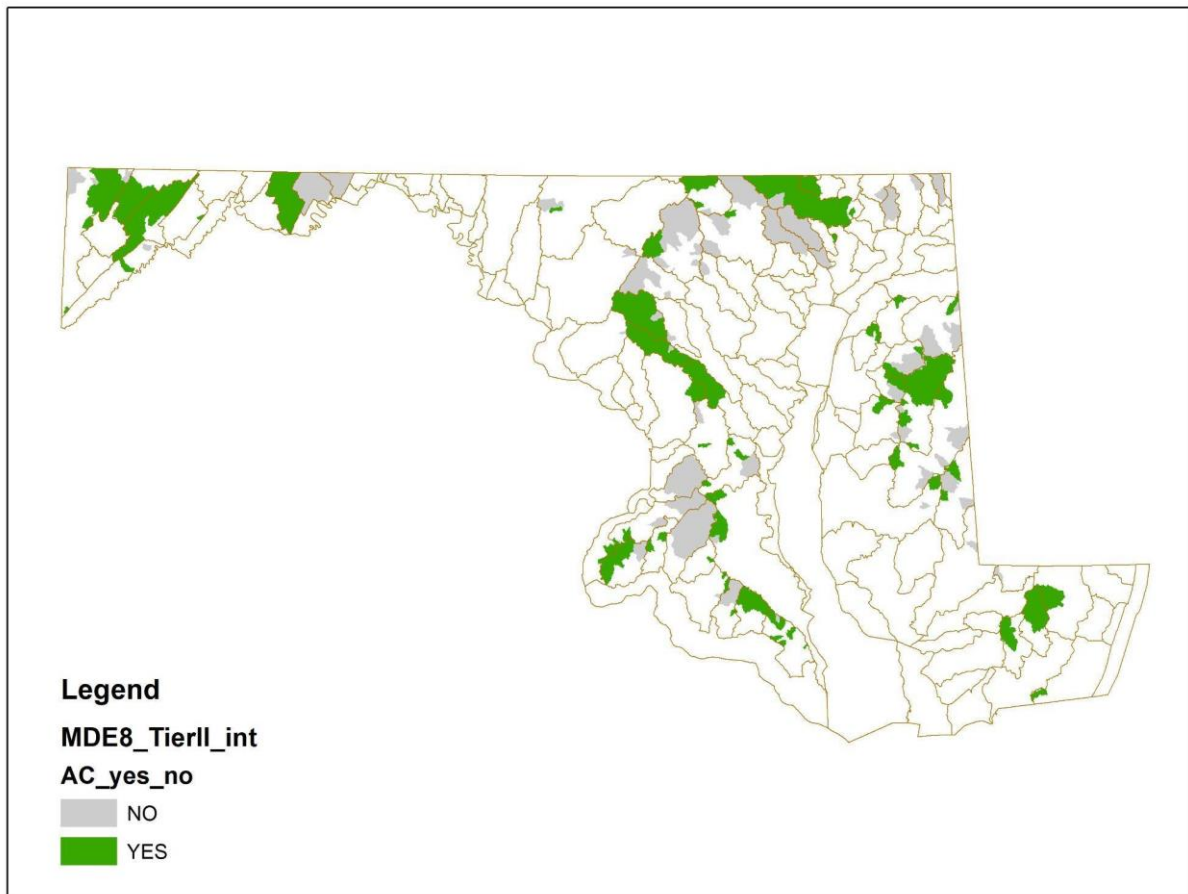 Legend
MDE8_TierII_int
AC_yes_no
NO
YES